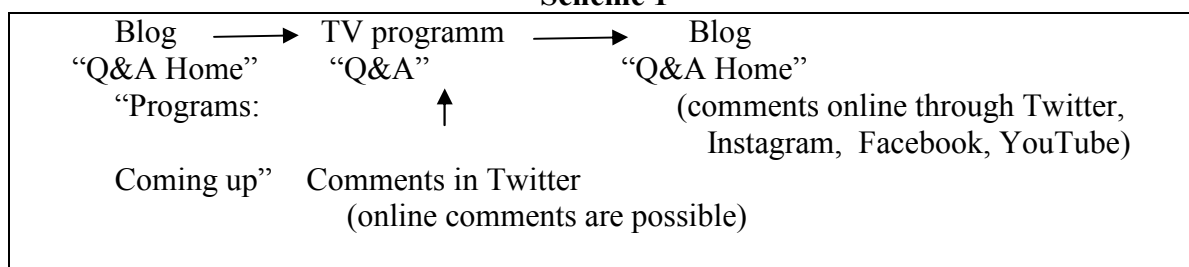 Scheme 1
Blog TV programm Blog
“Q&A Home” “Q&A” “Q&A Home”
“Programs: (comments online through Twitter,
Instagram, Facebook, YouTube)
Coming up” Comments in Twitter
(online comments are possible)